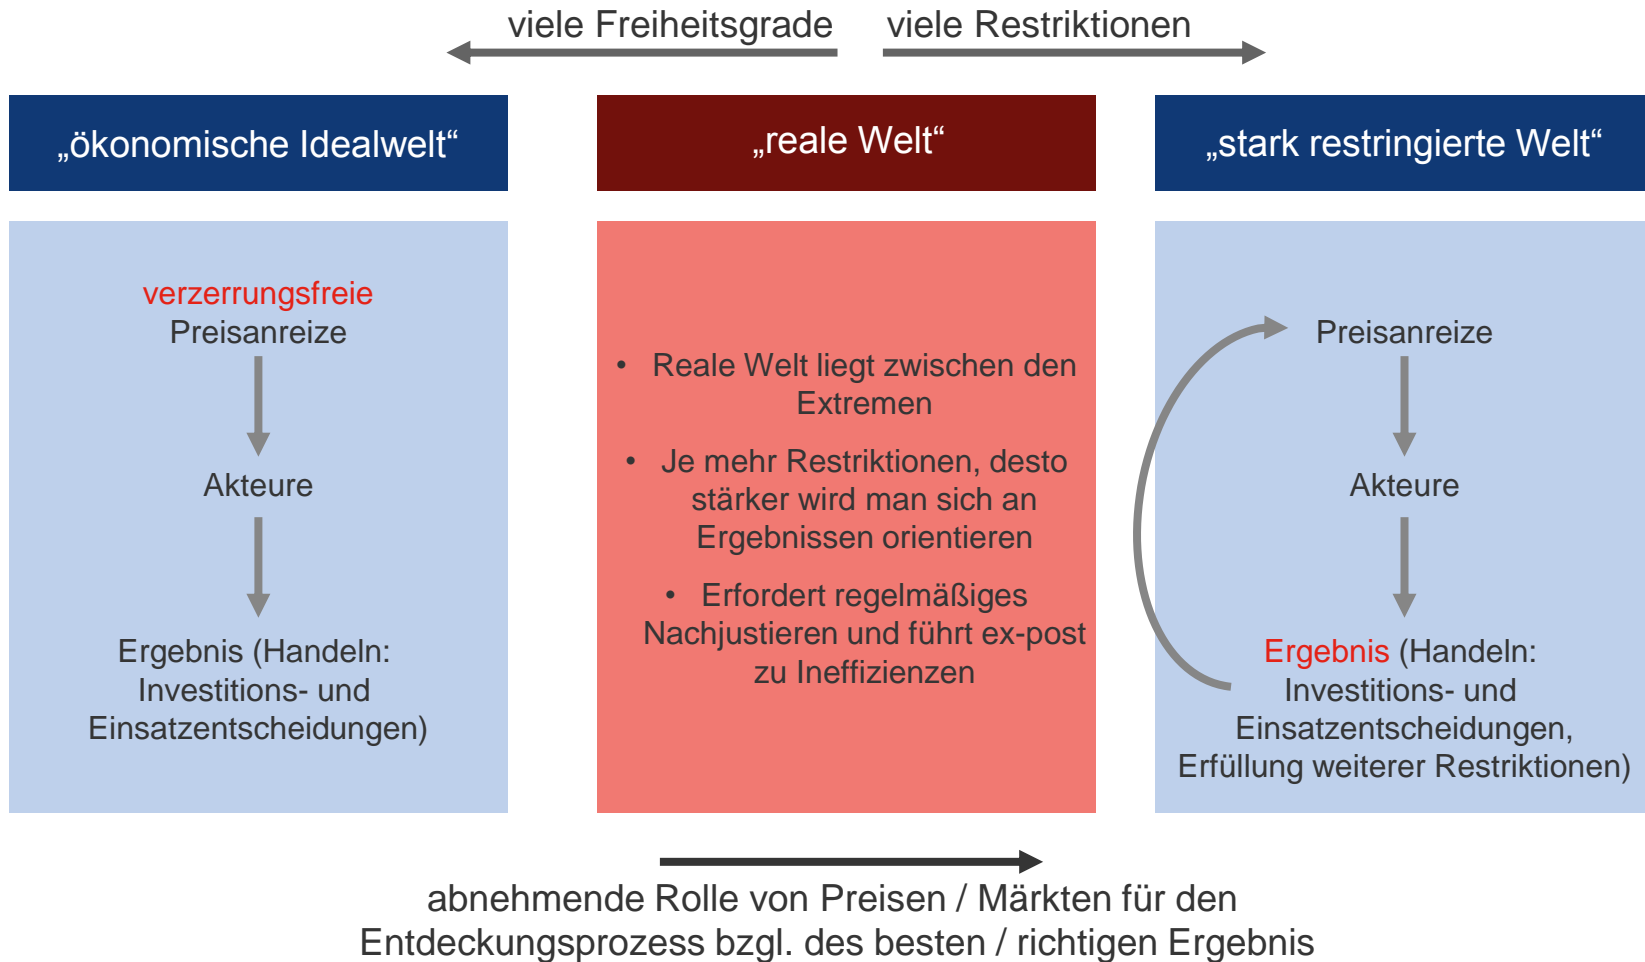 viele Freiheitsgrade
viele Restriktionen
„ökonomische Idealwelt“
„reale Welt“
„stark restringierte Welt“
verzerrungsfreie
Preisanreize
Akteure
Ergebnis (Handeln:
Investitions- und
Einsatzentscheidungen)
• Reale Welt liegt zwischen den
Extremen
• Je mehr Restriktionen, desto
stärker wird man sich an
Ergebnissen orientieren
• Erfordert regelmäßiges
Nachjustieren und führt ex-post
zu Ineffizienzen
Preisanreize
Akteure
Ergebnis (Handeln:
Investitions- und
Einsatzentscheidungen,
Erfüllung weiterer Restriktionen)
abnehmende Rolle von Preisen / Märkten für den
Entdeckungsprozess bzgl. des besten / richtigen Ergebnis